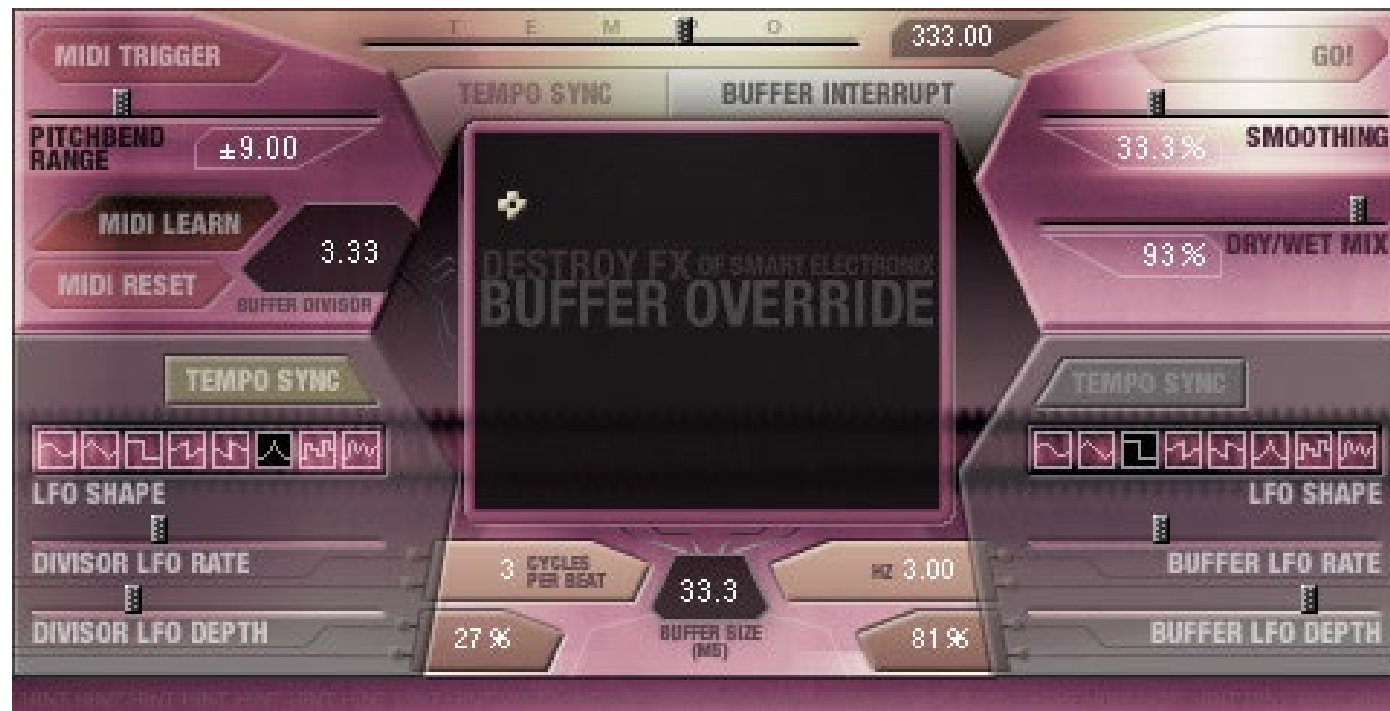 TEMPO
333.00
MIDI TRIGGER
GO!
TEMPO SYNC
BUFFER INTERRUPT
PITCHBEND
RANGE
±9.00
33.3%
SMOOTHING
MIDI LEARN
3.33
93%
DRY/WET MIX
MIDI RESET
BUFFER DIVISOR
DESTROY FX OF SMART ELECTRONIX
BUFFER OVERRIDE
TEMPO SYNC
TEMPO SYNC
LFO SHAPE
LFO SHAPE
DIVISOR LFO RATE
BUFFER LFO RATE
3 CYCLES
PER BEAT
HZ 3.00
33.3
DIVISOR LFO DEPTH
BUFFER LFO DEPTH
27%
BUFFER SIZE
(MS)
81%